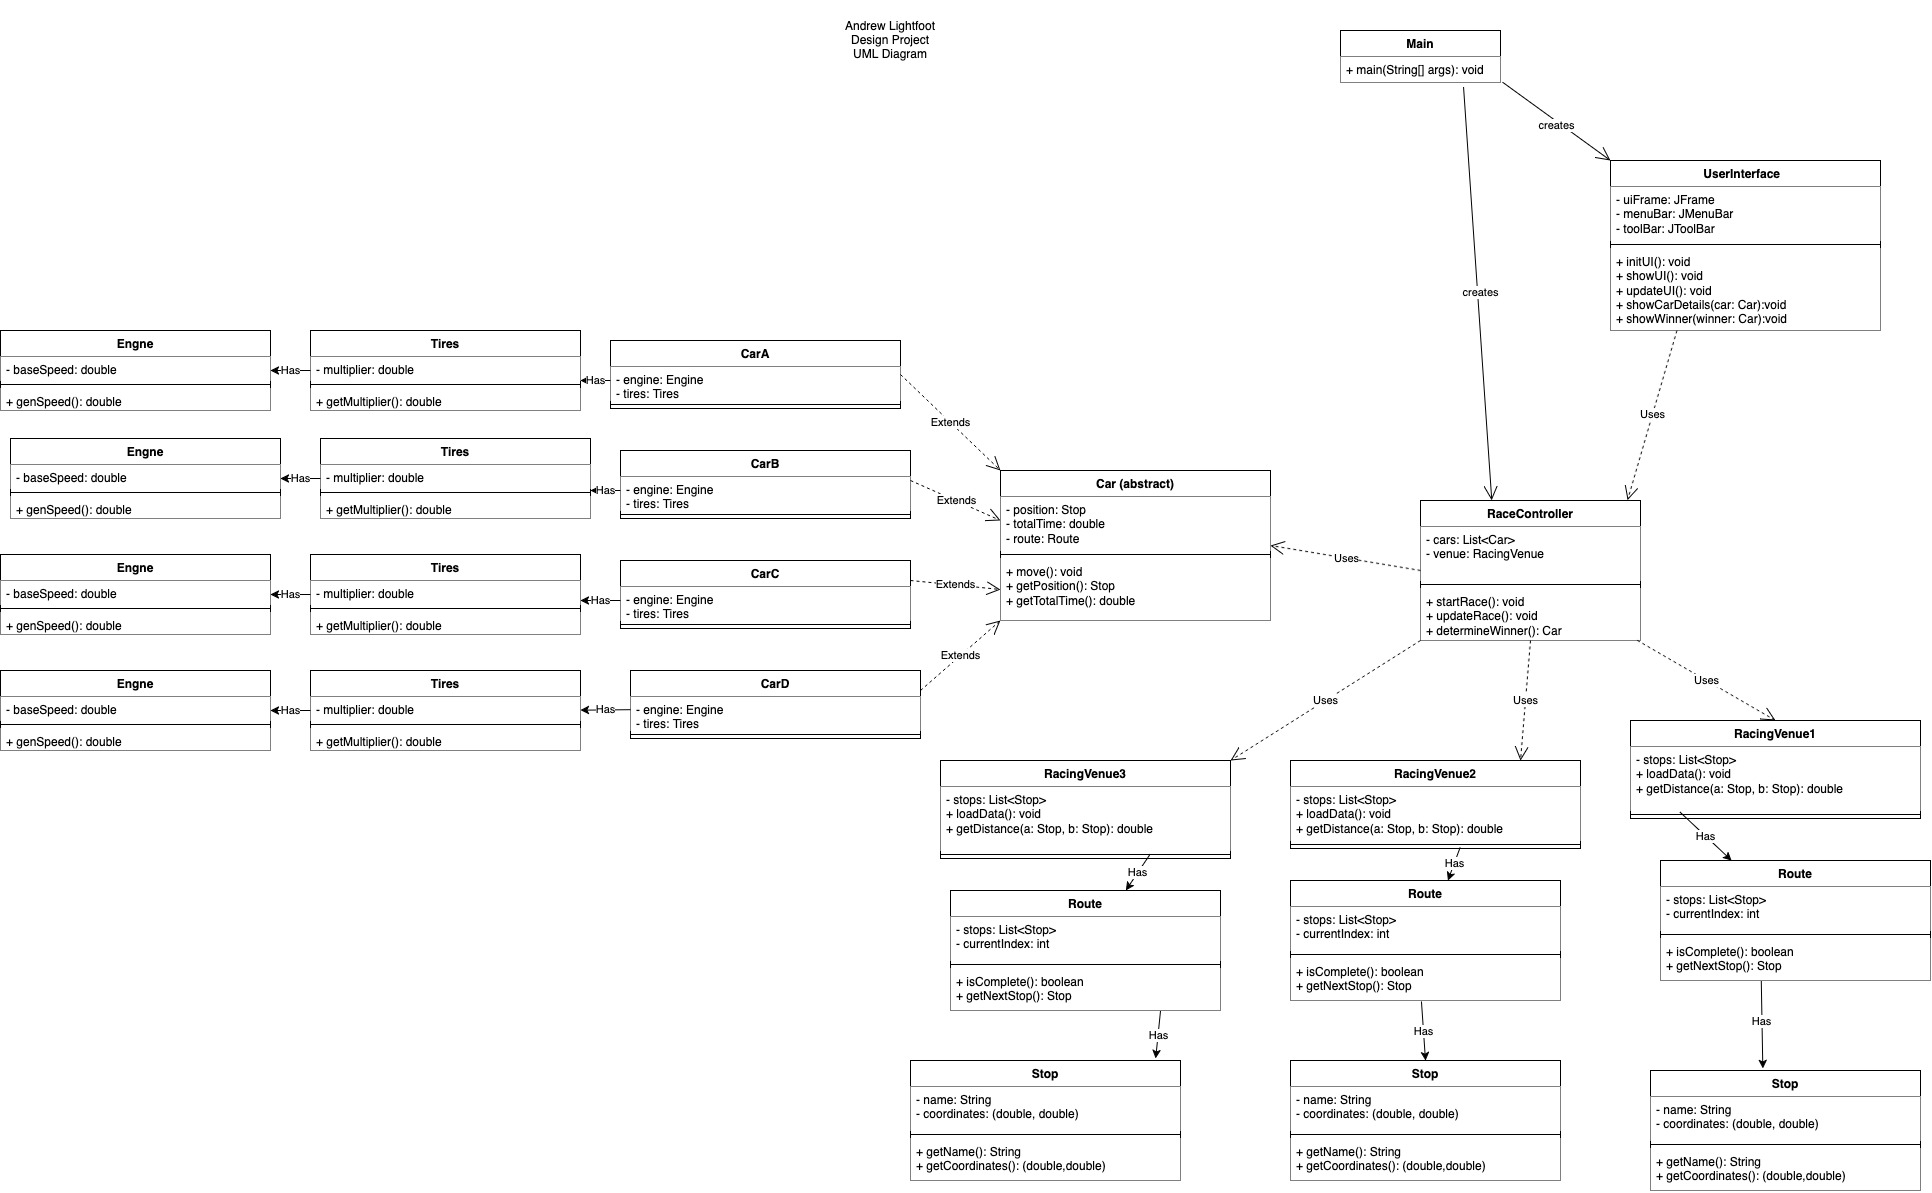 Andrew Lightfoot
Design Project
UML Diagram
Main
+ main(String[] args): void
creates
creates
UserInterface
- uiFrame: JFrame
- menuBar: JMenuBar
- toolBar: JToolBar
+ initUI(): void
+ showUI(): void
+ updateUI(): void
+ showCarDetails(car: Car):void
+ showWinner(winner: Car):void
Uses
Engne
- baseSpeed: double
+ genSpeed(): double
Has
Tires
- multiplier: double
+ getMultiplier(): double
Has
CarA
- engine: Engine
- tires: Tires
Extends
Engne
- baseSpeed: double
+ genSpeed(): double
Has
Tires
- multiplier: double
+ getMultiplier(): double
Has
CarB
- engine: Engine
- tires: Tires
Extends
Engne
- baseSpeed: double
+ genSpeed(): double
Has
Tires
- multiplier: double
+ getMultiplier(): double
Has
CarC
- engine: Engine
- tires: Tires
Extends
Engne
- baseSpeed: double
+ genSpeed(): double
Has
Tires
- multiplier: double
+ getMultiplier(): double
Has
CarD
- engine: Engine
- tires: Tires
Extends
Car (abstract)
- position: Stop
- totalTime: double
- route: Route
+ move(): void
+ getPosition(): Stop
+ getTotalTime(): double
Uses
RaceController
- cars: List<Car>
- venue: RacingVenue
+ startRace(): void
+ updateRace(): void
+ determineWinner(): Car
Uses
Uses
Uses
RacingVenue3
- stops: List<Stop>
+ loadData(): void
+ getDistance(a: Stop, b: Stop): double
Has
Route
- stops: List<Stop>
- currentIndex: int
+ isComplete(): boolean
+ getNextStop(): Stop
Has
Stop
- name: String
- coordinates: (double, double)
+ getName(): String
+ getCoordinates(): (double,double)
RacingVenue2
- stops: List<Stop>
+ loadData(): void
+ getDistance(a: Stop, b: Stop): double
Has
Route
- stops: List<Stop>
- currentIndex: int
+ isComplete(): boolean
+ getNextStop(): Stop
Has
Stop
- name: String
- coordinates: (double, double)
+ getName(): String
+ getCoordinates(): (double,double)
RacingVenue1
- stops: List<Stop>
+ loadData(): void
+ getDistance(a: Stop, b: Stop): double
Has
Route
- stops: List<Stop>
- currentIndex: int
+ isComplete(): boolean
+ getNextStop(): Stop
Has
Stop
- name: String
- coordinates: (double, double)
+ getName(): String
+ getCoordinates(): (double,double)